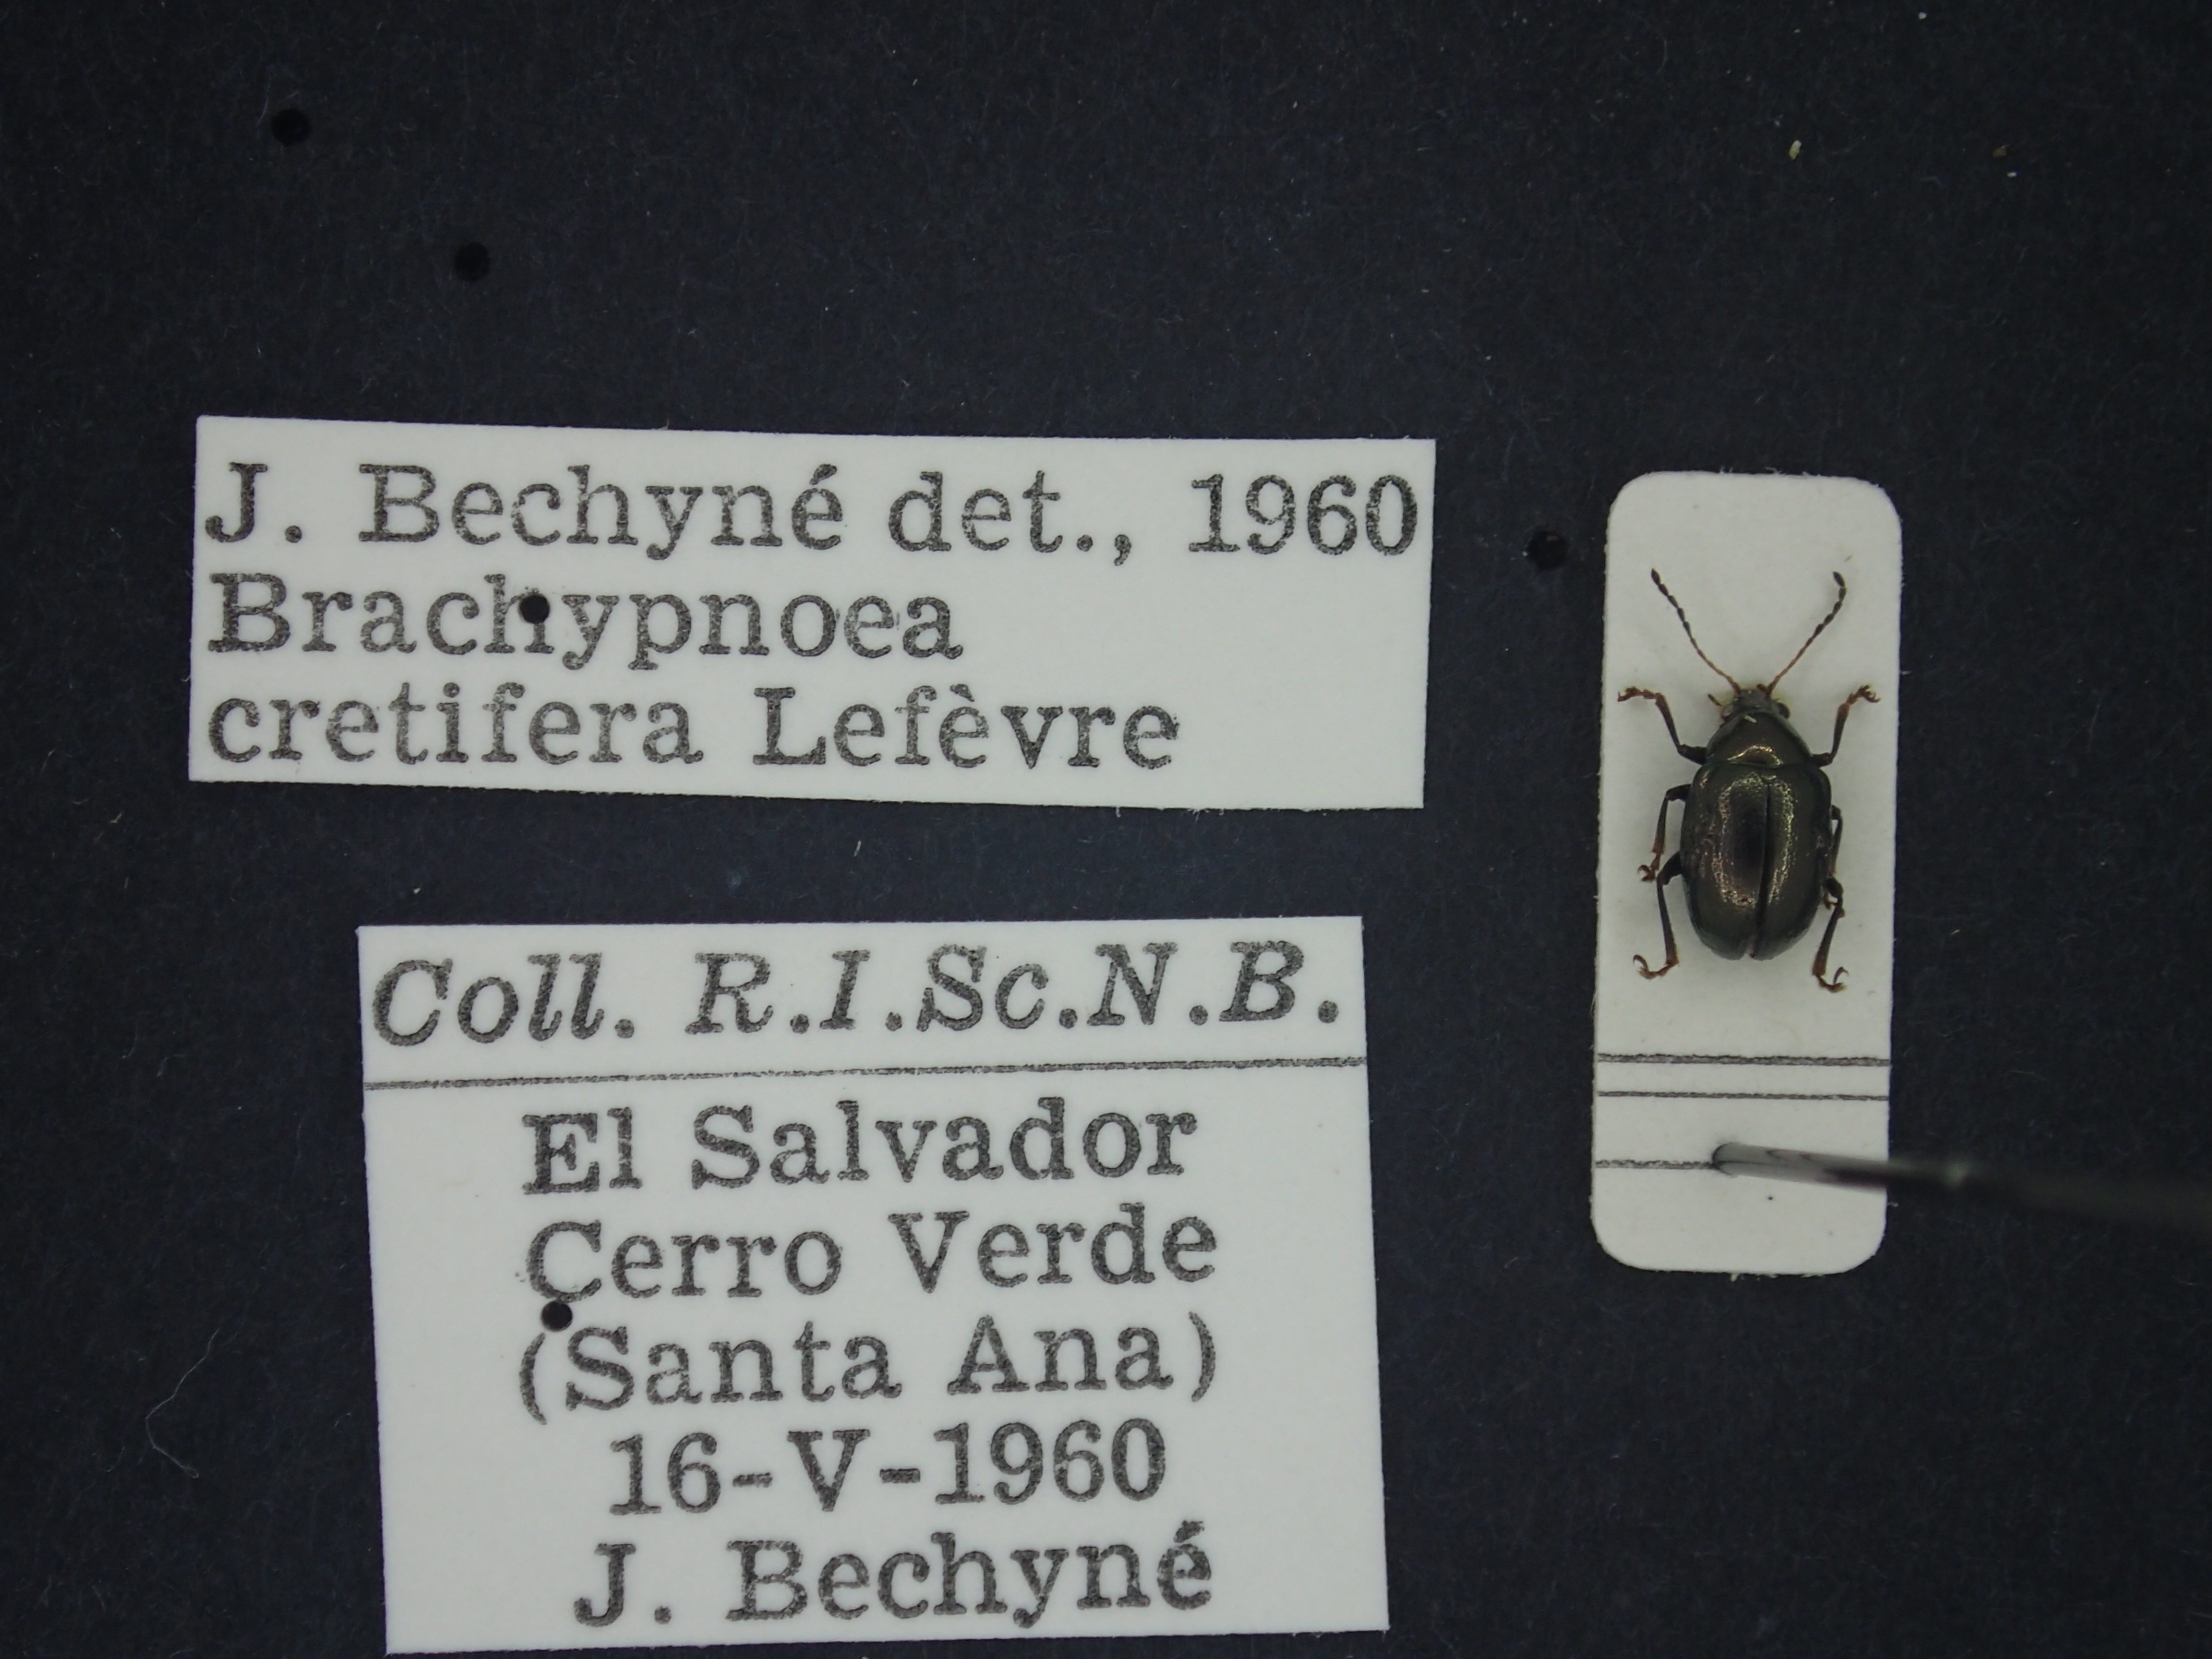 J. Bechyné det., 1960
Brachypnoea
cretifera Lefèvre
Coll. R.I.Sc.N.B.
El Salvador
Cerro Verde
(Santa Ana)
16-V-1960
J. Bechyné